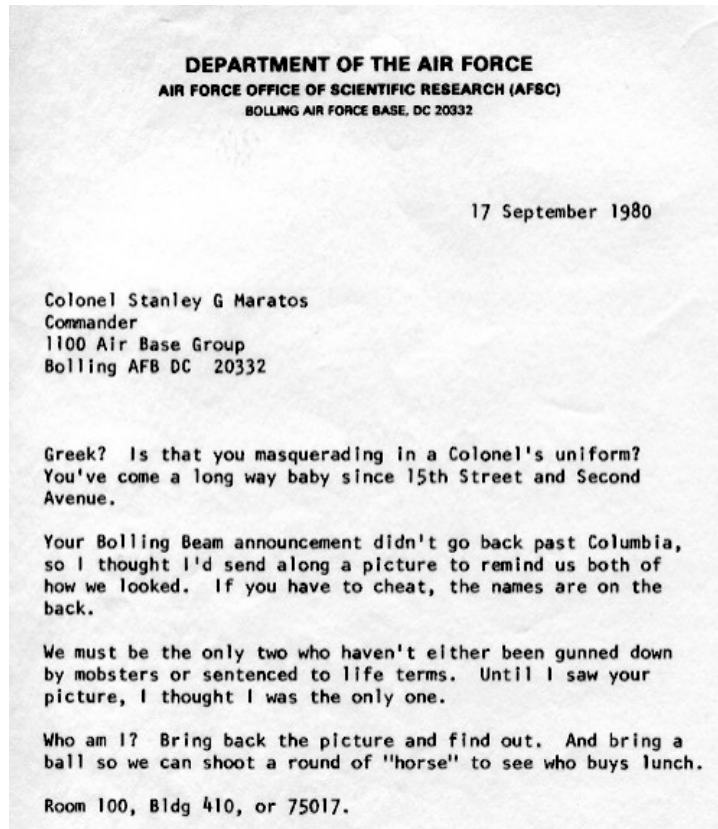 DEPARTMENT OF THE AIR FORCE
AIR FORCE OFFICE OF SCIENTIFIC RESEARCH (AFSC)
BOLLING AIR FORCE BASE, DC 20332
17 September 1980
Colonel Stanley G Maratos
Commander
1100 Air Base Group
Bolling AFB DC  20332
Greek?  Is that you masquerading in a Colonel's uniform?
You've come a long way baby since 15th Street and Second
Avenue.
Your Bolling Beam announcement didn't go back past Columbia,
so I thought I'd send along a picture to remind us both of
how we looked.  If you have to cheat, the names are on the
back.
We must be the only two who haven't either been gunned down
by mobsters or sentenced to life terms.  Until I saw your
picture, I thought I was the only one.
Who am I?  Bring back the picture and find out.  And bring a
ball so we can shoot a round of "horse" to see who buys lunch.
Room 100, Bldg 410, or 75017.